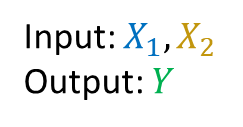 Input: X₁, X₂
Output: Y